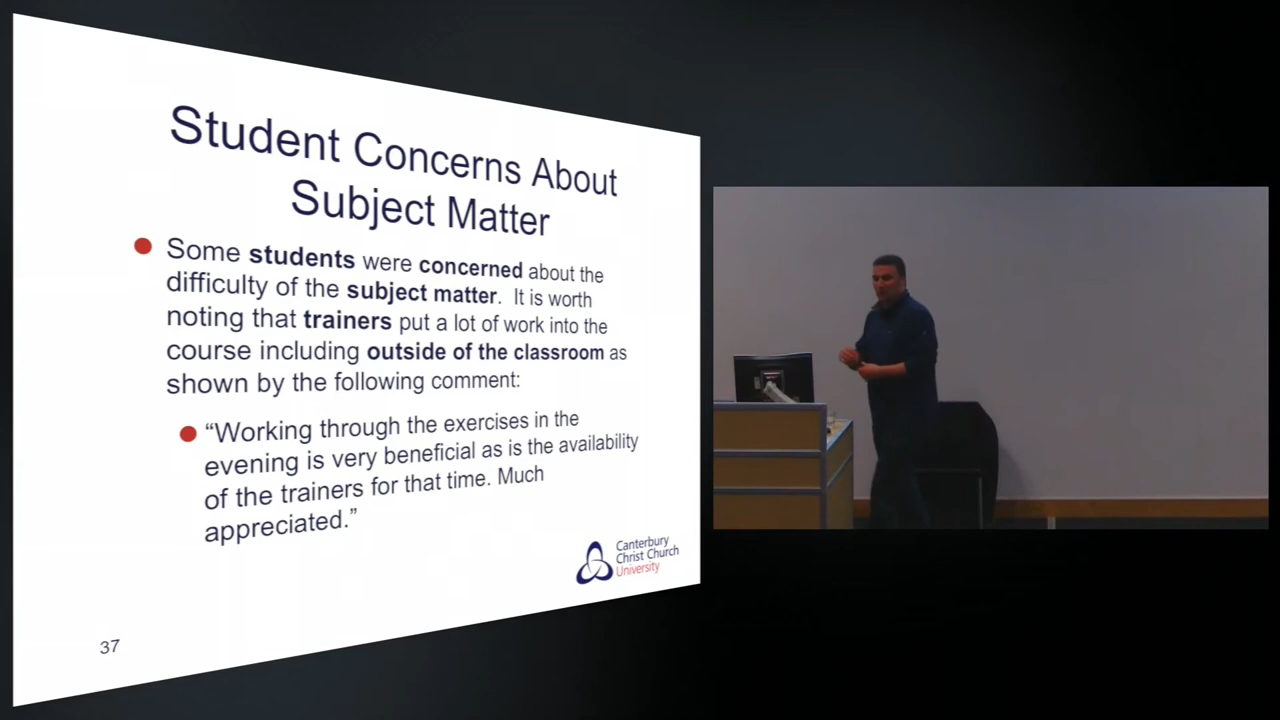 Student Concerns About
Subject Matter
Some students were concerned about the
difficulty of the subject matter. It is worth
noting that trainers put a lot of work into the
course including outside of the classroom as
shown by the following comment:
“Working through the exercises in the
evening is very beneficial as is the availability
of the trainers for that time. Much
appreciated.”
Canterbury
Christ Church
University
37